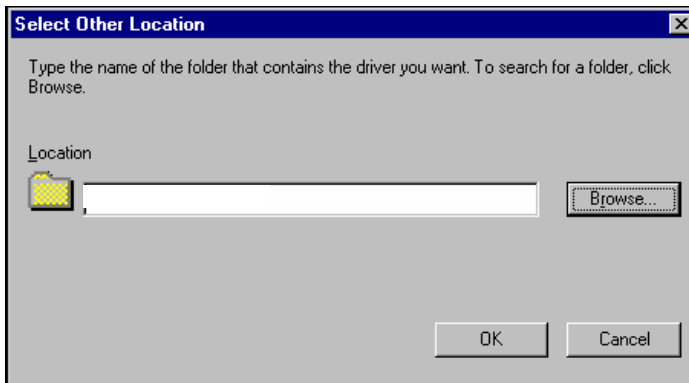 Select Other Location
Type the name of the folder that contains the driver you want. To search for a folder, click
Browse.
Location
Browse...
OK
Cancel